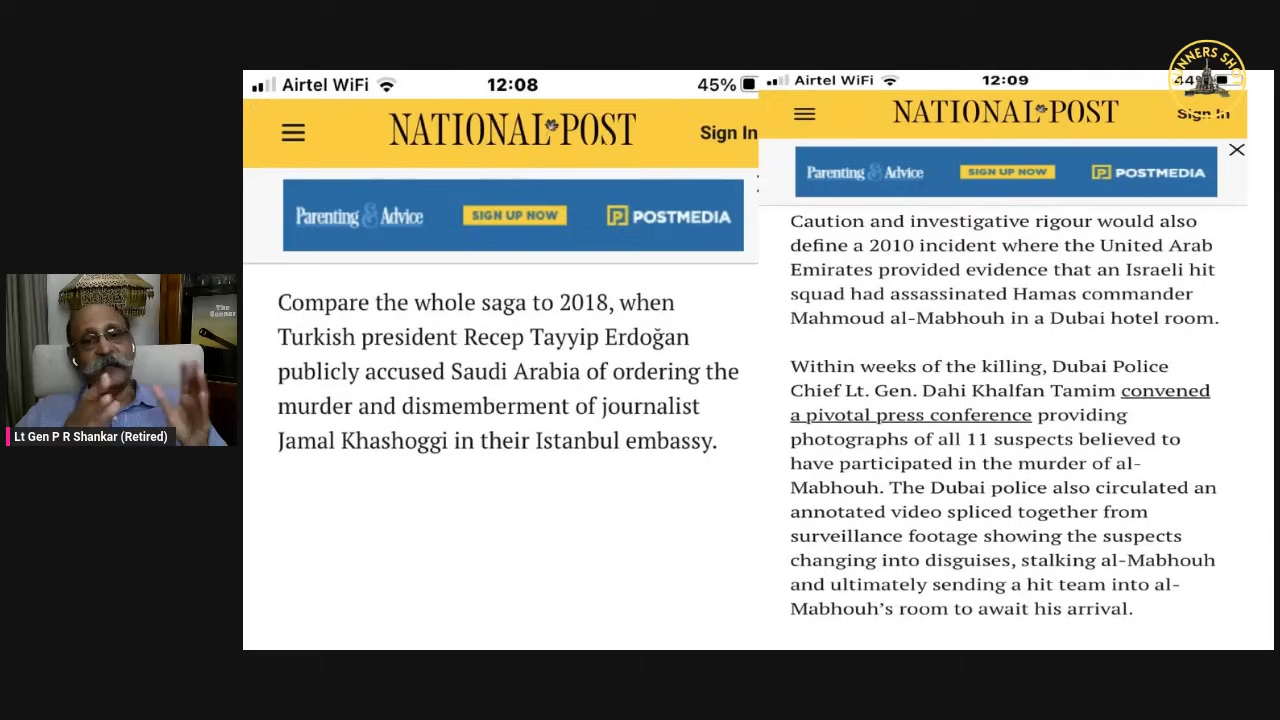 Airtel WiFi
12:08
45%
NATIONAL POST
Sign In
Parenting & Advice
SIGN UP NOW
POSTMEDIA
Compare the whole saga to 2018, when
Turkish president Recep Tayyip Erdoğan
publicly accused Saudi Arabia of ordering the
murder and dismemberment of journalist
Jamal Khashoggi in their Istanbul embassy.
Airtel WiFi
12:09
44%
NATIONAL POST
Sign In
Parenting & Advice
SIGN UP NOW
POSTMEDIA
Caution and investigative rigour would also
define a 2010 incident where the United Arab
Emirates provided evidence that an Israeli hit
squad had assassinated Hamas commander
Mahmoud al-Mabhouh in a Dubai hotel room.
Within weeks of the killing, Dubai Police
Chief Lt. Gen. Dahi Khalfan Tamim convened
a pivotal press conference providing
photographs of all 11 suspects believed to
have participated in the murder of al-
Mabhouh. The Dubai police also circulated an
annotated video spliced together from
surveillance footage showing the suspects
changing into disguises, stalking al-Mabhouh
and ultimately sending a hit team into al-
Mabhouh's room to await his arrival.
The
Lt Gen P R Shankar (Retired)